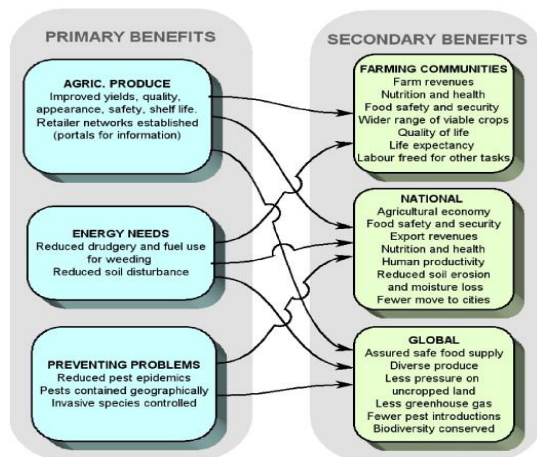 PRIMARY BENEFITS
AGRIC. PRODUCE
Improved yields, quality,
appearance, safety, shelf life.
Retailer networks established
(portals for information)
ENERGY NEEDS
Reduced drudgery and fuel use
for weeding
Reduced soil disturbance
PREVENTING PROBLEMS
Reduced pest epidemics
Pests contained geographically
Invasive species controlled
SECONDARY BENEFITS
FARMING COMMUNITIES
Farm revenues
Nutrition and health
Food safety and security
Wider range of viable crops
Quality of life
Life expectancy
Labour freed for other tasks
NATIONAL
Agricultural economy
Food safety and security
Export revenues
Nutrition and health
Human productivity
Reduced soil erosion
and moisture loss
Fewer move to cities
GLOBAL
Assured safe food supply
Diverse produce
Less pressure on
uncropped land
Less greenhouse gas
Fewer pest introductions
Biodiversity conserved